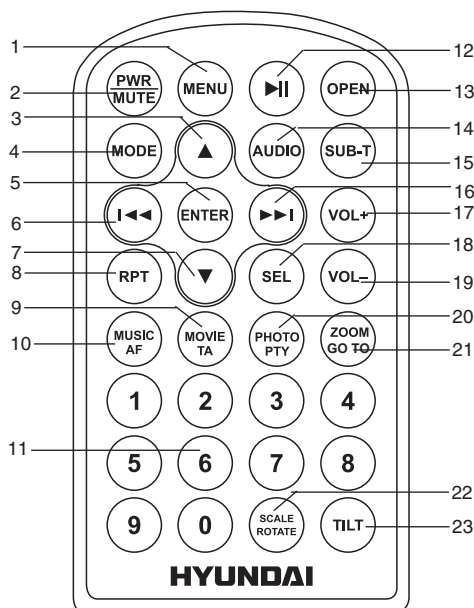 1
12
PWR
MUTE
MENU
▶II
OPEN
2
13
3
14
4
MODE
▲
AUDIO
SUB-T
15
5
16
6
I◀◀
ENTER
▶▶I
VOL+
17
7
18
8
RPT
▼
SEL
VOL–
19
9
20
10
MUSIC
AF
MOVIE
TA
PHOTO
PTY
ZOOM
GO TO
21
1
2
3
4
11
5
6
7
8
22
9
0
SCALE
ROTATE
TILT
23
HYUNDAI